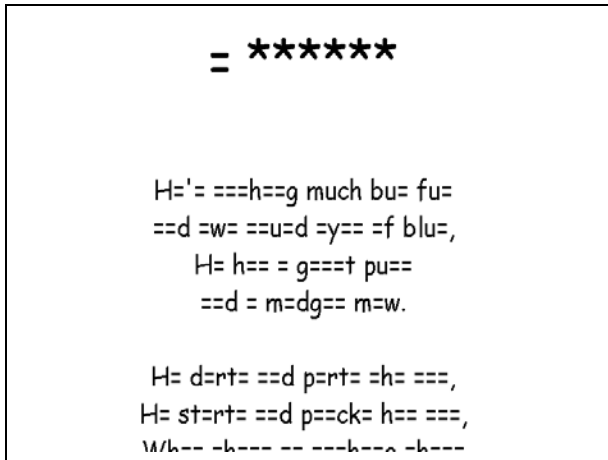 = ******
H='= ===h==g much bu= fu=
==d =w= ==u=d =y== =f blu=,
H= h== = g===t pu==
==d = m=dg== m=w.
H= d=rt= ==d p=rt= =h= ===,
H= st=rt= ==d p==ck= h== ===,